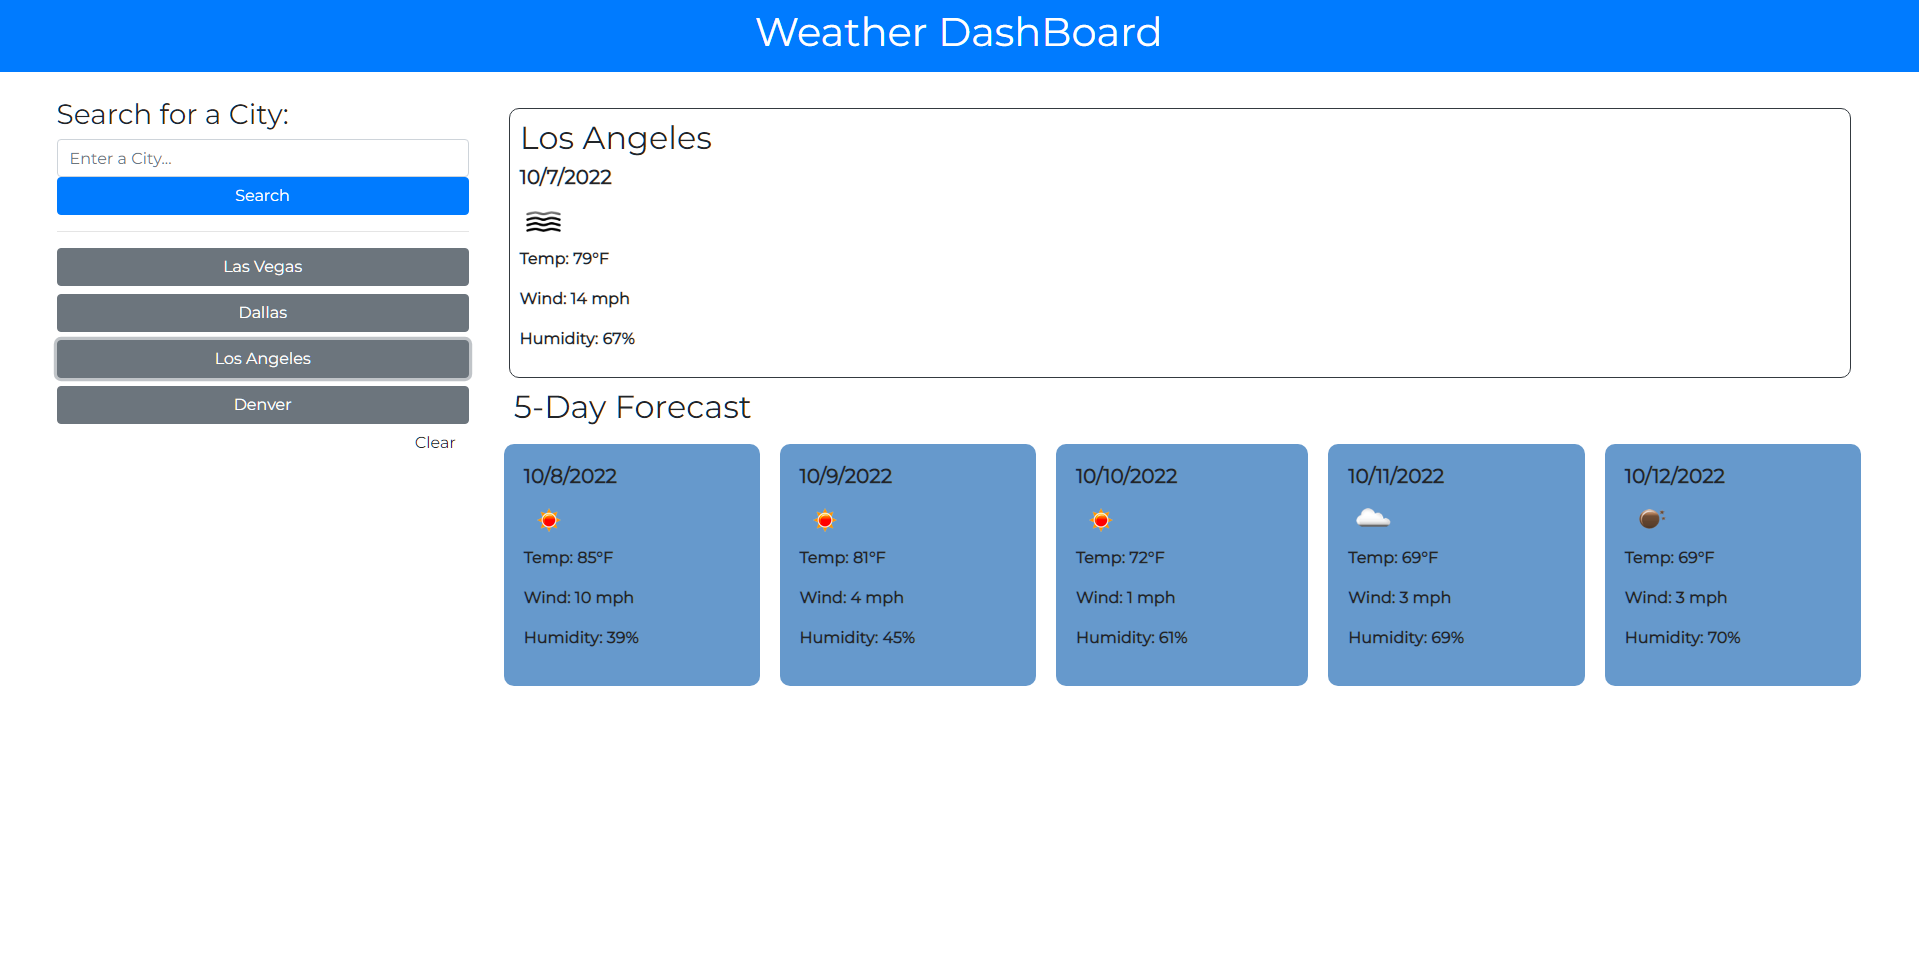 Weather DashBoard
Search for a City:
Enter a City...
Search
Las Vegas
Dallas
Los Angeles
Denver
Clear
Los Angeles
10/7/2022
Temp: 79°F
Wind: 14 mph
Humidity: 67%
5-Day Forecast
10/8/2022
Temp: 85°F
Wind: 10 mph
Humidity: 39%
10/9/2022
Temp: 81°F
Wind: 4 mph
Humidity: 45%
10/10/2022
Temp: 72°F
Wind: 1 mph
Humidity: 61%
10/11/2022
Temp: 69°F
Wind: 3 mph
Humidity: 69%
10/12/2022
Temp: 69°F
Wind: 3 mph
Humidity: 70%